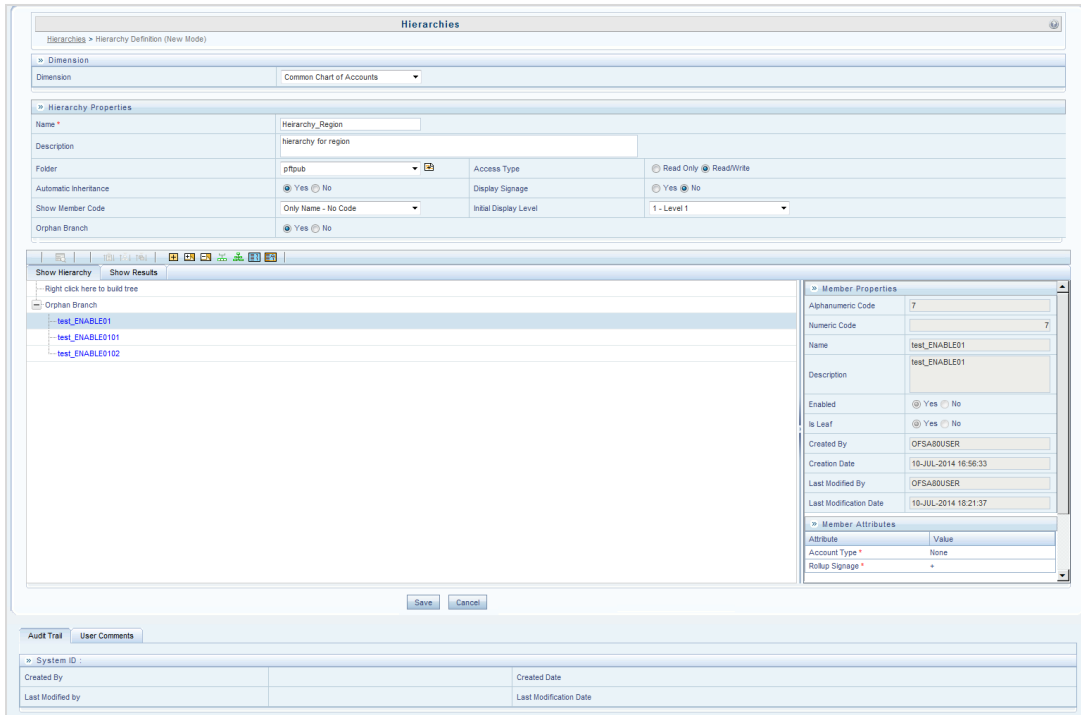 Hierarchies
Hierarchies > Hierarchy Definition (New Mode)
» Dimension
Dimension Common Chart of Accounts
» Hierarchy Properties
Name * Heirarchy_Region
Description hierarchy for region
Folder pftpub Access Type Read Only Read/Write
Automatic Inheritance Yes No Display Signage Yes No
Show Member Code Only Name - No Code Initial Display Level 1 - Level 1
Orphan Branch Yes No
Show Hierarchy Show Results
Right click here to build tree
Orphan Branch
test_ENABLE01
test_ENABLE0101
test_ENABLE0102
» Member Properties
Alphanumeric Code 7
Numeric Code 7
Name test_ENABLE01
Description test_ENABLE01
Enabled Yes No
Is Leaf Yes No
Created By OFSA80USER
Creation Date 10-JUL-2014 16:56:33
Last Modified By OFSA80USER
Last Modification Date 10-JUL-2014 18:21:37
» Member Attributes
Attribute Value
Account Type * None
Rollup Signage * +
Save Cancel
Audit Trail User Comments
» System ID :
Created By Created Date
Last Modified by Last Modification Date